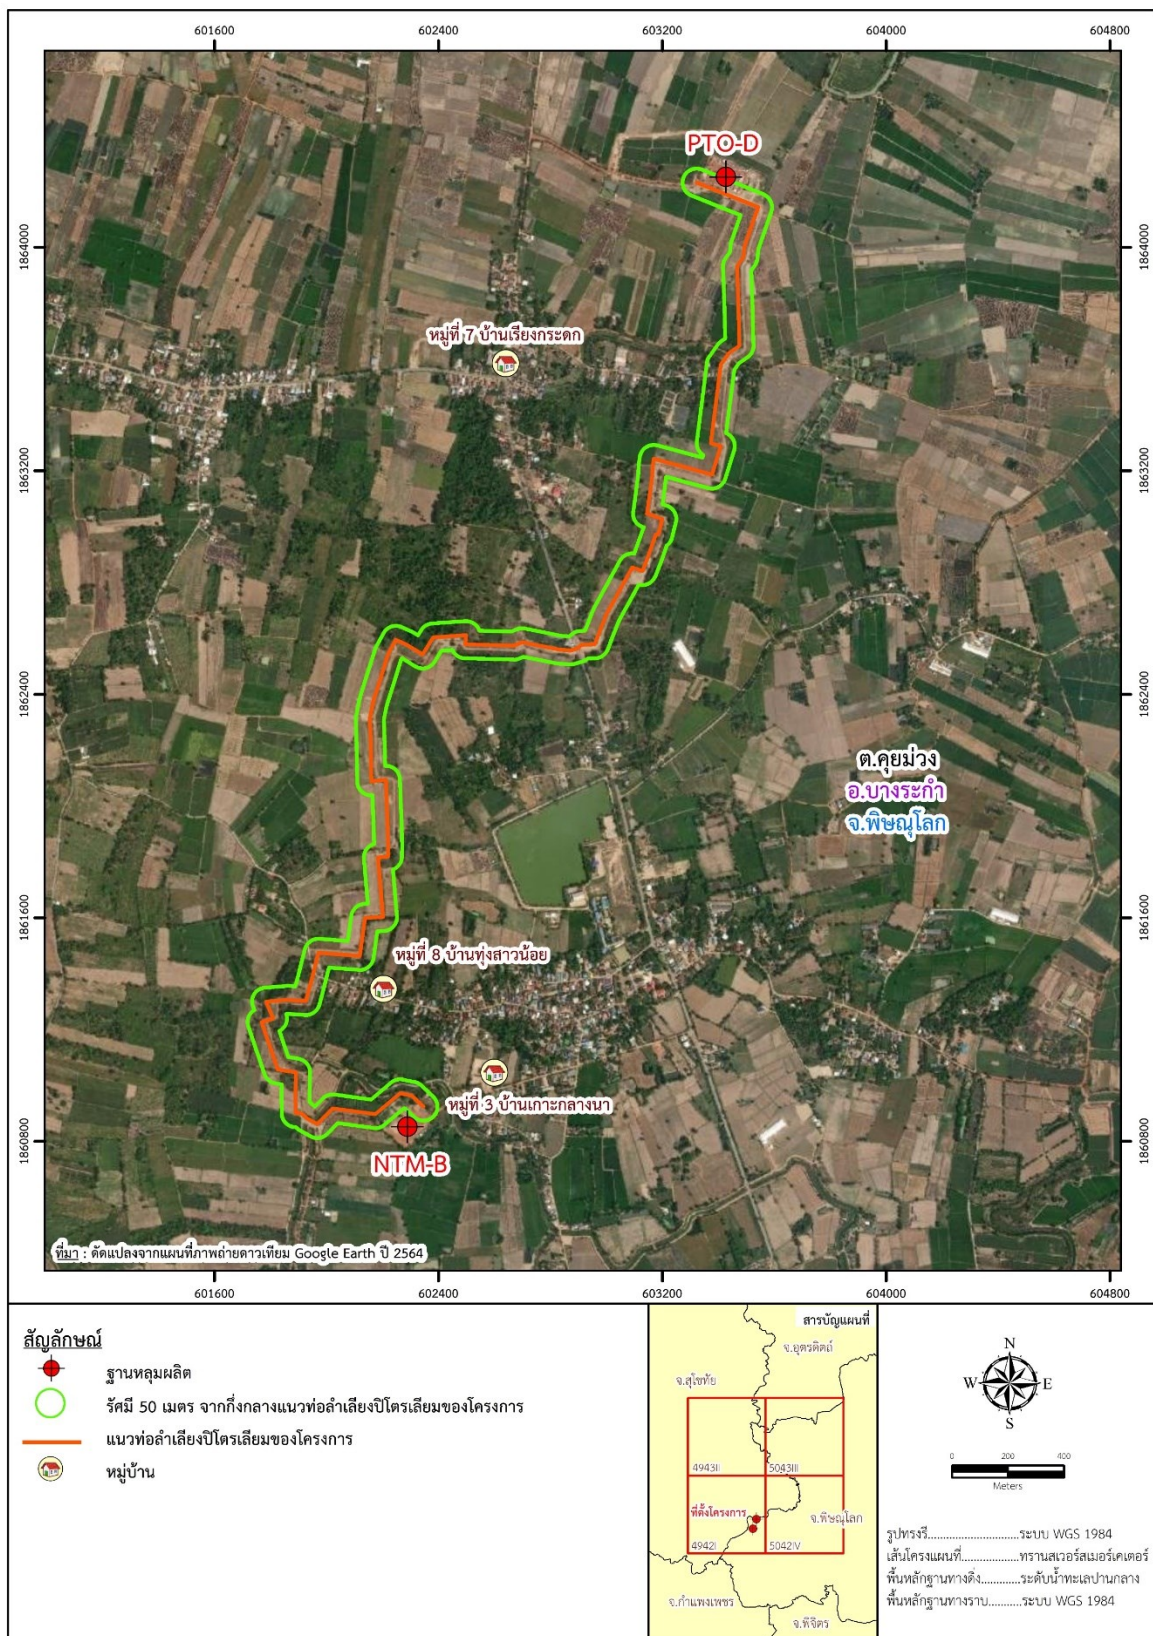 601600 602400 603200 604000 604800
PTO-D
1864000 1864000
หมู่ที่ 7 บ้านเรียงกระดก
1863200 1863200
1862400 1862400
ต.คุยม่วง
อ.บางระกำ
จ.พิษณุโลก
1861600 1861600
หมู่ที่ 8 บ้านทุ่งสาวน้อย
หมู่ที่ 3 บ้านเกาะกลางนา
1860800 1860800
NTM-B
ที่มา : ดัดแปลงจากแผนที่ภาพถ่ายดาวเทียม Google Earth ปี 2564
601600 602400 603200 604000 604800
สัญลักษณ์
ฐานหลุมผลิต
รัศมี 50 เมตร จากกึ่งกลางแนวท่อลำเลียงปิโตรเลียมของโครงการ
แนวท่อลำเลียงปิโตรเลียมของโครงการ
หมู่บ้าน
สารบัญแผนที่
จ.อุตรดิตถ์
จ.สุโขทัย
4943II 5043III
ที่ตั้งโครงการ
จ.พิษณุโลก
4942I 5042IV
จ.กำแพงเพชร
จ.พิจิตร
N
W E
S
0 200 400
Meters
รูปทรงรี............................ระบบ WGS 1984
เส้นโครงแผนที่....................ทรานสเวอร์สเมอร์เคเตอร์
พื้นหลักฐานทางดิ่ง.............ระดับน้ำทะเลปานกลาง
พื้นหลักฐานทางราบ...........ระบบ WGS 1984